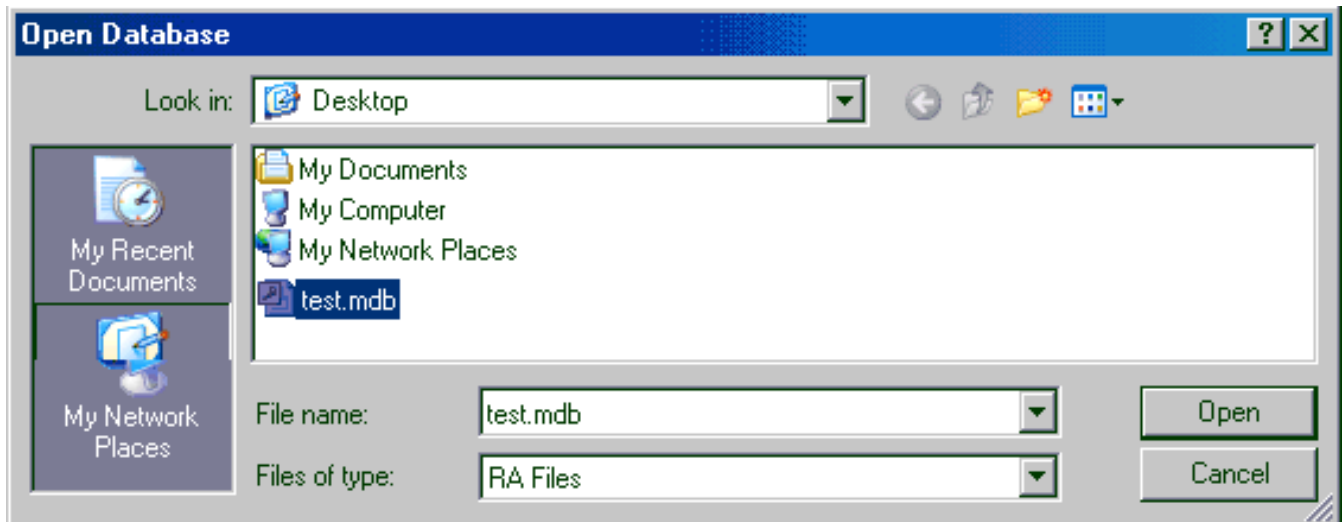 Open Database
Look in: Desktop
My Documents
My Computer
My Network Places
test.mdb
My Recent
Documents
My Network
Places
File name: test.mdb Open
Files of type: RA Files Cancel